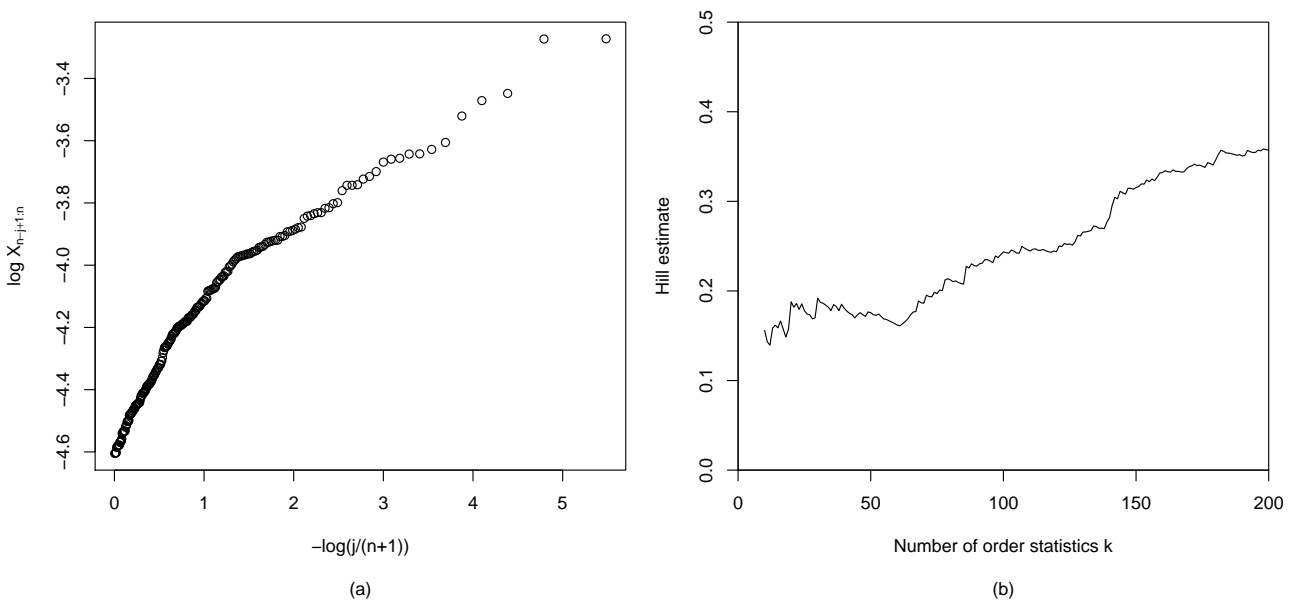 −3.4
−3.6
−3.8
−4.0
−4.2
−4.4
−4.6
log X_{n−j+1:n}
0 1 2 3 4 5
−log(j/(n+1))
(a)
0.5
0.4
0.3
0.2
0.1
0.0
Hill estimate
0 50 100 150 200
Number of order statistics k
(b)